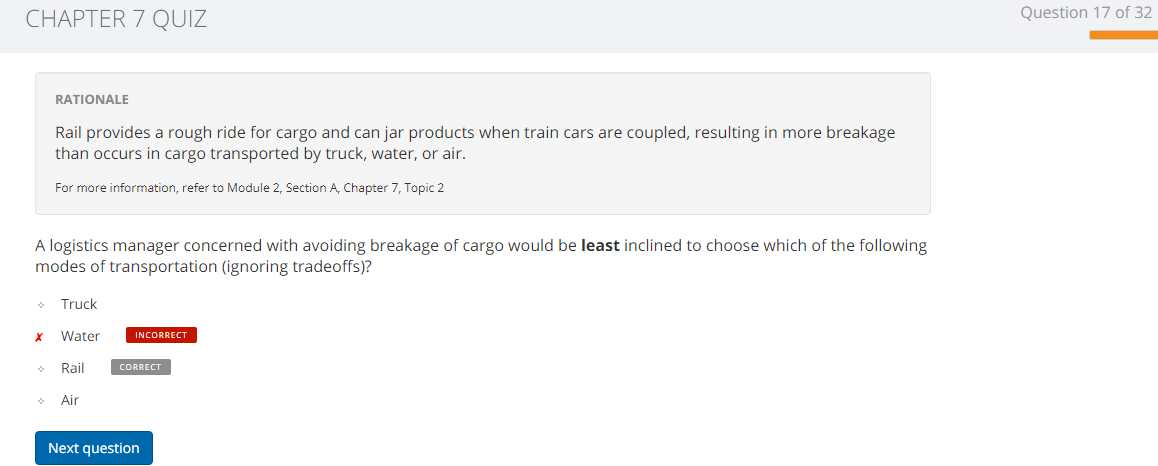 CHAPTER 7 QUIZ
Question 17 of 32
RATIONALE
Rail provides a rough ride for cargo and can jar products when train cars are coupled, resulting in more breakage
than occurs in cargo transported by truck, water, or air.
For more information, refer to Module 2, Section A, Chapter 7, Topic 2
A logistics manager concerned with avoiding breakage of cargo would be least inclined to choose which of the following
modes of transportation (ignoring tradeoffs)?
Truck
Water INCORRECT
Rail CORRECT
Air
Next question